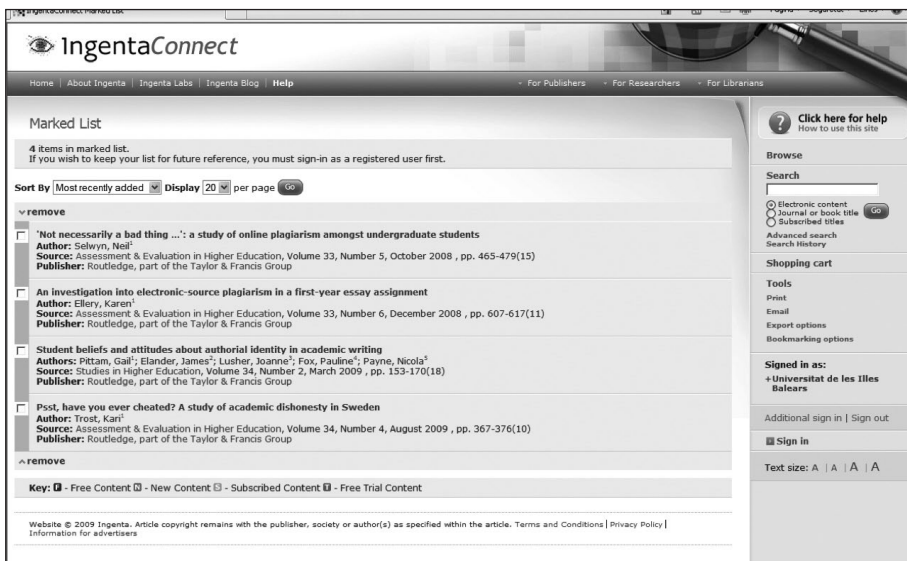 IngentaConnect Marked List
IngentaConnect
Home | About Ingenta | Ingenta Labs | Ingenta Blog | Help
- For Publishers - For Researchers - For Librarians
Marked List
4 items in marked list.
If you wish to keep your list for future reference, you must sign-in as a registered user first.
Sort By Most recently added Display 20 per page Go
remove
'Not necessarily a bad thing ...': a study of online plagiarism amongst undergraduate students
Author: Selwyn, Neil¹
Source: Assessment & Evaluation in Higher Education, Volume 33, Number 5, October 2008 , pp. 465-479(15)
Publisher: Routledge, part of the Taylor & Francis Group
An investigation into electronic-source plagiarism in a first-year essay assignment
Author: Ellery, Karen¹
Source: Assessment & Evaluation in Higher Education, Volume 33, Number 6, December 2008 , pp. 607-617(11)
Publisher: Routledge, part of the Taylor & Francis Group
Student beliefs and attitudes about authorial identity in academic writing
Authors: Pittam, Gail¹; Elander, James²; Lusher, Joanne³; Fox, Pauline⁴; Payne, Nicola⁵
Source: Studies in Higher Education, Volume 34, Number 2, March 2009 , pp. 153-170(18)
Publisher: Routledge, part of the Taylor & Francis Group
Psst, have you ever cheated? A study of academic dishonesty in Sweden
Author: Trost, Kari¹
Source: Assessment & Evaluation in Higher Education, Volume 34, Number 4, August 2009 , pp. 367-376(10)
Publisher: Routledge, part of the Taylor & Francis Group
remove
Key: F - Free Content N - New Content S - Subscribed Content T - Free Trial Content
Website © 2009 Ingenta. Article copyright remains with the publisher, society or author(s) as specified within the article. Terms and Conditions | Privacy Policy |
Information for advertisers
? Click here for help
How to use this site
Browse
Search
Electronic content
Journal or book title Go
Subscribed titles
Advanced search
Search History
Shopping cart
Tools
Print
Email
Export options
Bookmarking options
Signed in as:
+Universitat de les Illes
Balears
Additional sign in | Sign out
Sign in
Text size: A | A | A | A